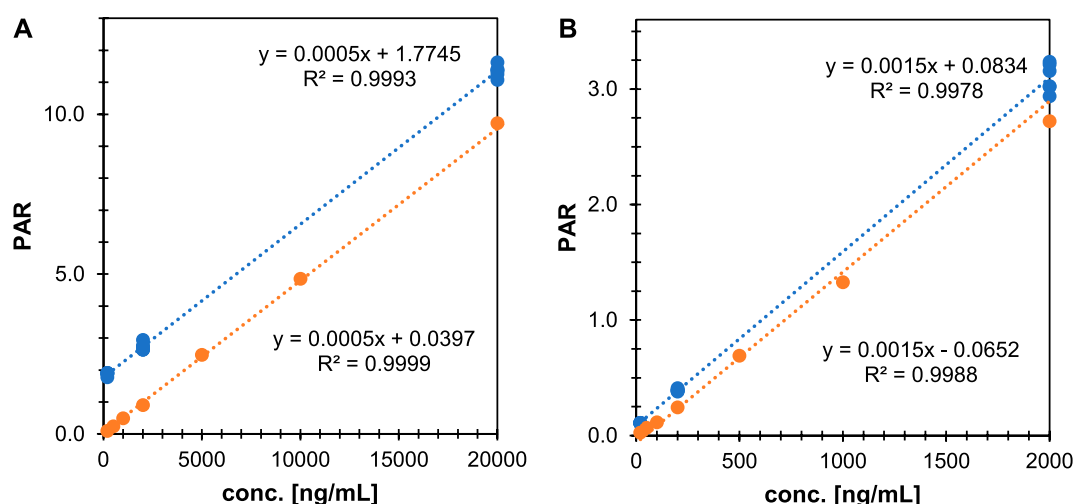 A
y = 0.0005x + 1.7745
R² = 0.9993
10.0
5.0
0.0
PAR
y = 0.0005x + 0.0397
R² = 0.9999
0
5000
10000
15000
20000
conc. [ng/mL]
B
y = 0.0015x + 0.0834
R² = 0.9978
3.0
2.0
1.0
0.0
PAR
y = 0.0015x - 0.0652
R² = 0.9988
0
500
1000
1500
2000
conc. [ng/mL]